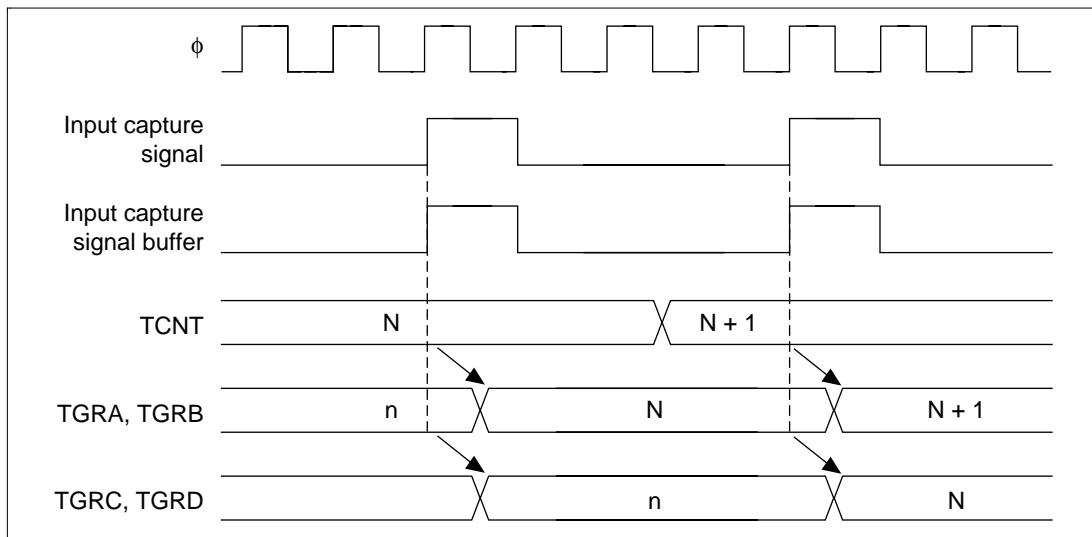 ϕ
Input capture
signal
Input capture
signal buffer
TCNT
N
N + 1
TGRA, TGRB
n
N
N + 1
TGRC, TGRD
n
N